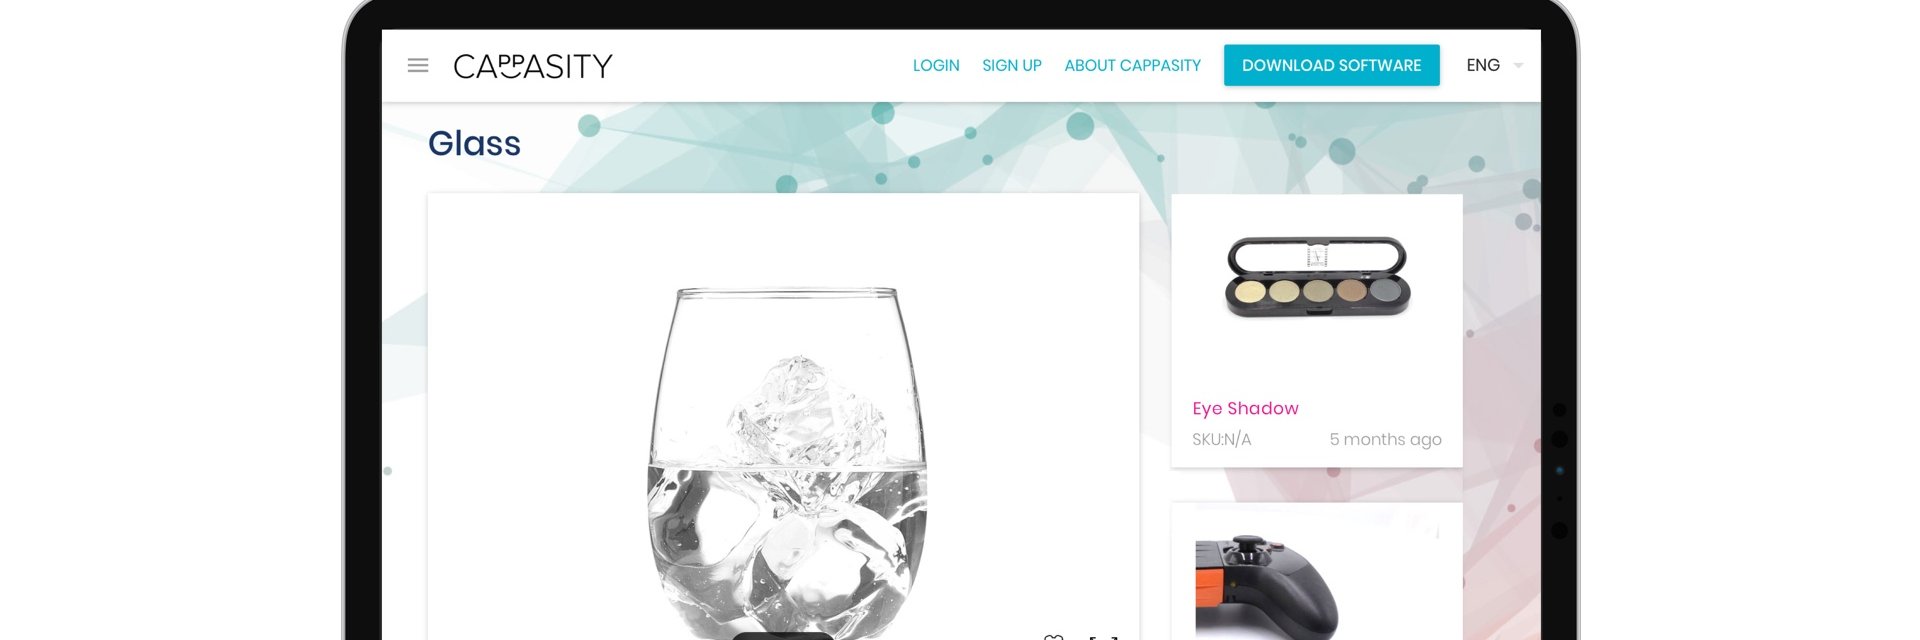 CAPPASITY
LOGIN SIGN UP ABOUT CAPPASITY DOWNLOAD SOFTWARE ENG
Glass
Eye Shadow
SKU:N/A 5 months ago